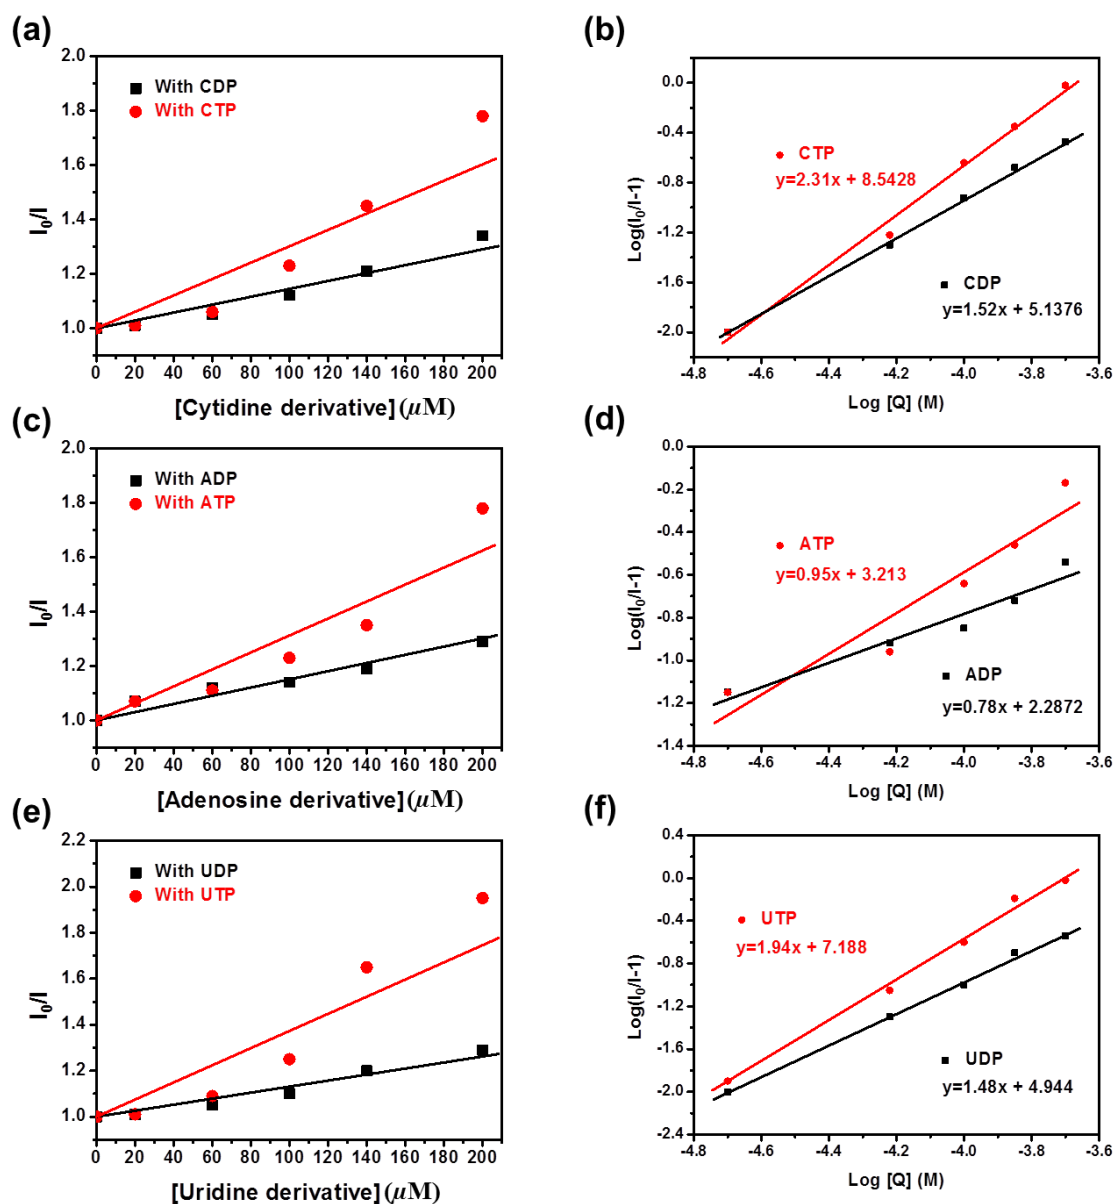 (a)
2.0
1.8
1.6
1.4
1.2
1.0
I0/I
With CDP
With CTP
0 20 40 60 80 100 120 140 160 180 200
[Cytidine derivative] (μM)
(b)
0.0
-0.4
-0.8
-1.2
-1.6
-2.0
Log(I0/I-1)
CTP
y=2.31x + 8.5428
CDP
y=1.52x + 5.1376
-4.8 -4.6 -4.4 -4.2 -4.0 -3.8 -3.6
Log [Q] (M)
(c)
2.0
1.8
1.6
1.4
1.2
1.0
I0/I
With ADP
With ATP
0 20 40 60 80 100 120 140 160 180 200
[Adenosine derivative] (μM)
(d)
0.0
-0.2
-0.4
-0.6
-0.8
-1.0
-1.2
-1.4
Log(I0/I-1)
ATP
y=0.95x + 3.213
ADP
y=0.78x + 2.2872
-4.8 -4.6 -4.4 -4.2 -4.0 -3.8 -3.6
Log [Q] (M)
(e)
2.2
2.0
1.8
1.6
1.4
1.2
1.0
I0/I
With UDP
With UTP
0 20 40 60 80 100 120 140 160 180 200
[Uridine derivative] (μM)
(f)
0.4
0.0
-0.4
-0.8
-1.2
-1.6
-2.0
-2.4
Log(I0/I-1)
UTP
y=1.94x + 7.188
UDP
y=1.48x + 4.944
-4.8 -4.6 -4.4 -4.2 -4.0 -3.8 -3.6
Log [Q] (M)